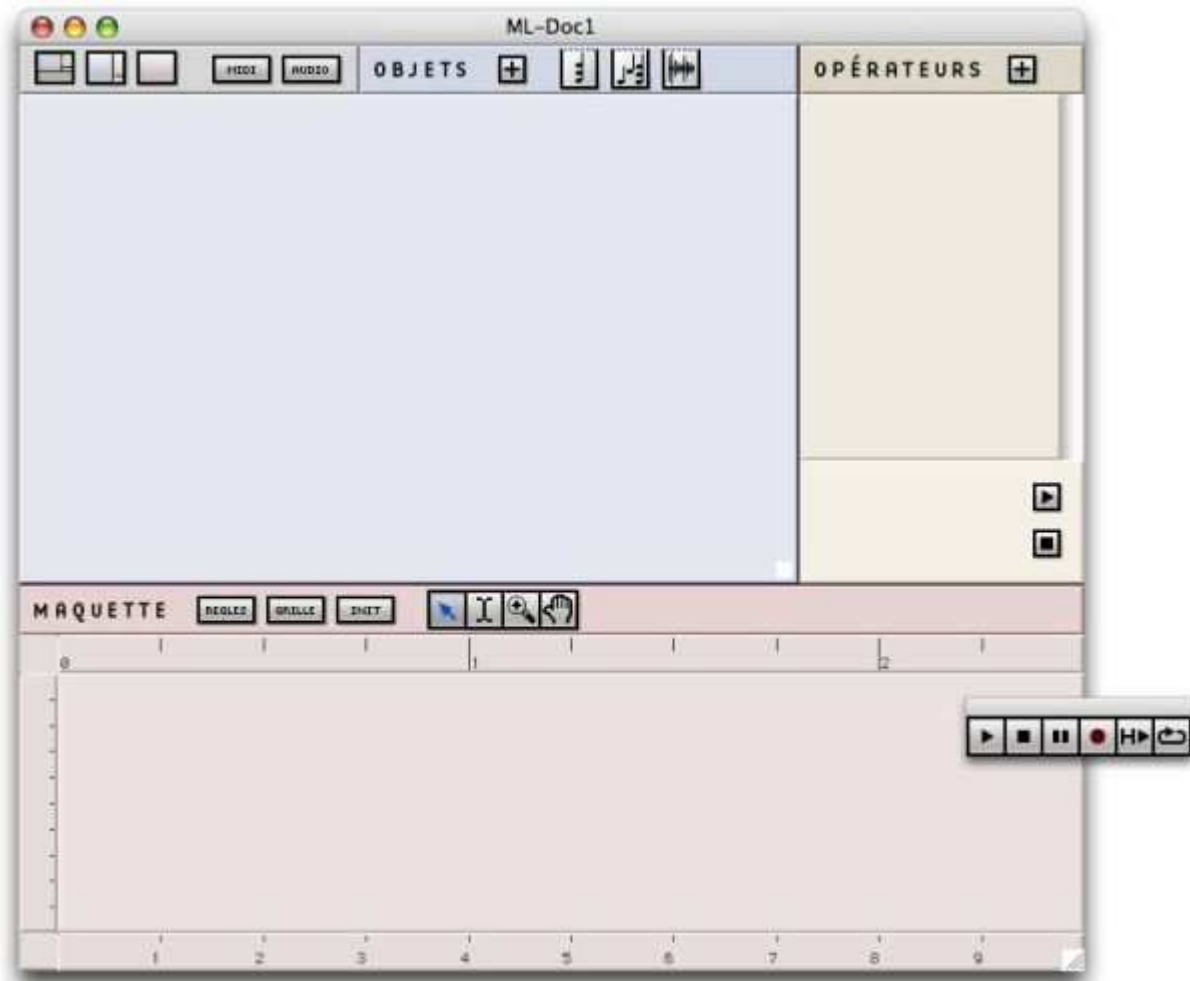 ML-Doc1
MIDI AUDIO OBJETS OPÉRATEURS
MAQUETTE REGLES GRILLE INIT
0 1 2
H
1 2 3 4 5 6 7 8 9